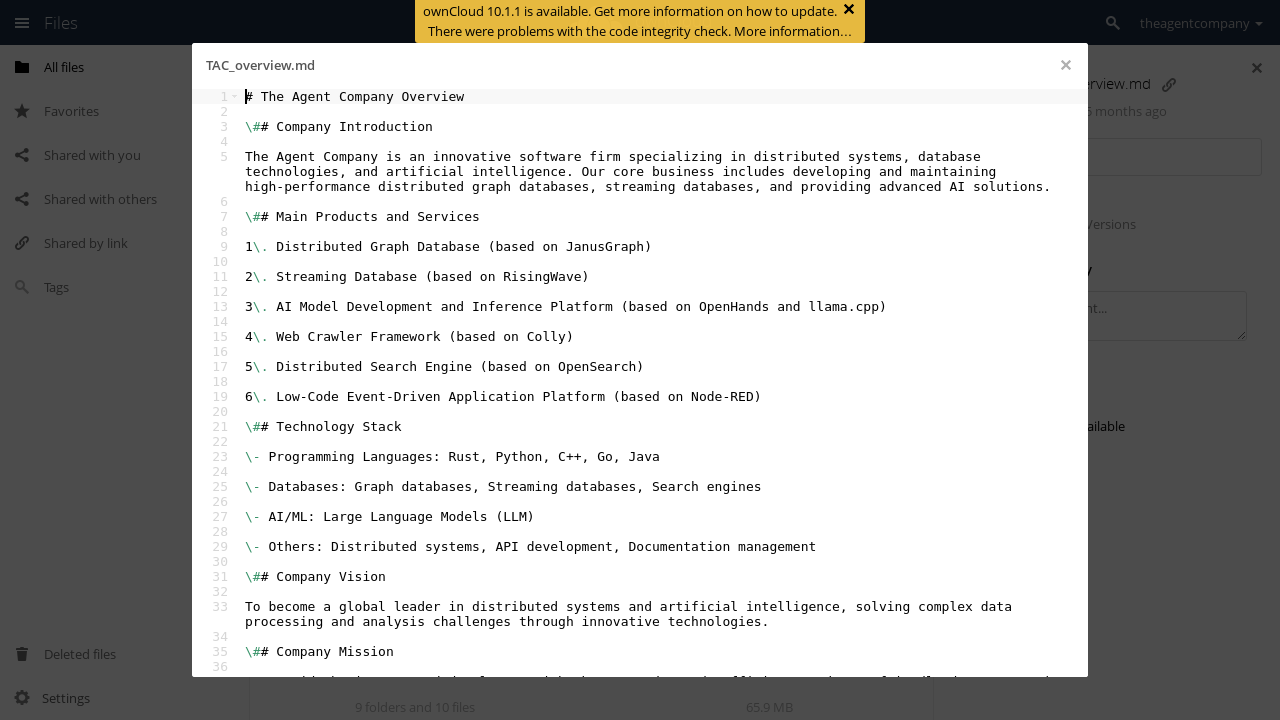 ownCloud 10.1.1 is available. Get more information on how to update.
There were problems with the code integrity check. More information…
Files
theagentcompany
All files
Favorites
Shared with you
Shared with others
Shared by link
Tags
Deleted files
Settings
TAC_overview.md
1 # The Agent Company Overview
2
3 \## Company Introduction
4
5 The Agent Company is an innovative software firm specializing in distributed systems, database
technologies, and artificial intelligence. Our core business includes developing and maintaining
high-performance distributed graph databases, streaming databases, and providing advanced AI solutions.
6
7 \## Main Products and Services
8
9 1\. Distributed Graph Database (based on JanusGraph)
10
11 2\. Streaming Database (based on RisingWave)
12
13 3\. AI Model Development and Inference Platform (based on OpenHands and llama.cpp)
14
15 4\. Web Crawler Framework (based on Colly)
16
17 5\. Distributed Search Engine (based on OpenSearch)
18
19 6\. Low-Code Event-Driven Application Platform (based on Node-RED)
20
21 \## Technology Stack
22
23 \- Programming Languages: Rust, Python, C++, Go, Java
24
25 \- Databases: Graph databases, Streaming databases, Search engines
26
27 \- AI/ML: Large Language Models (LLM)
28
29 \- Others: Distributed systems, API development, Documentation management
30
31 \## Company Vision
32
33 To become a global leader in distributed systems and artificial intelligence, solving complex data
processing and analysis challenges through innovative technologies.
34
35 \## Company Mission
36
erview.md
months ago
Versions
9 folders and 10 files
65.9 MB